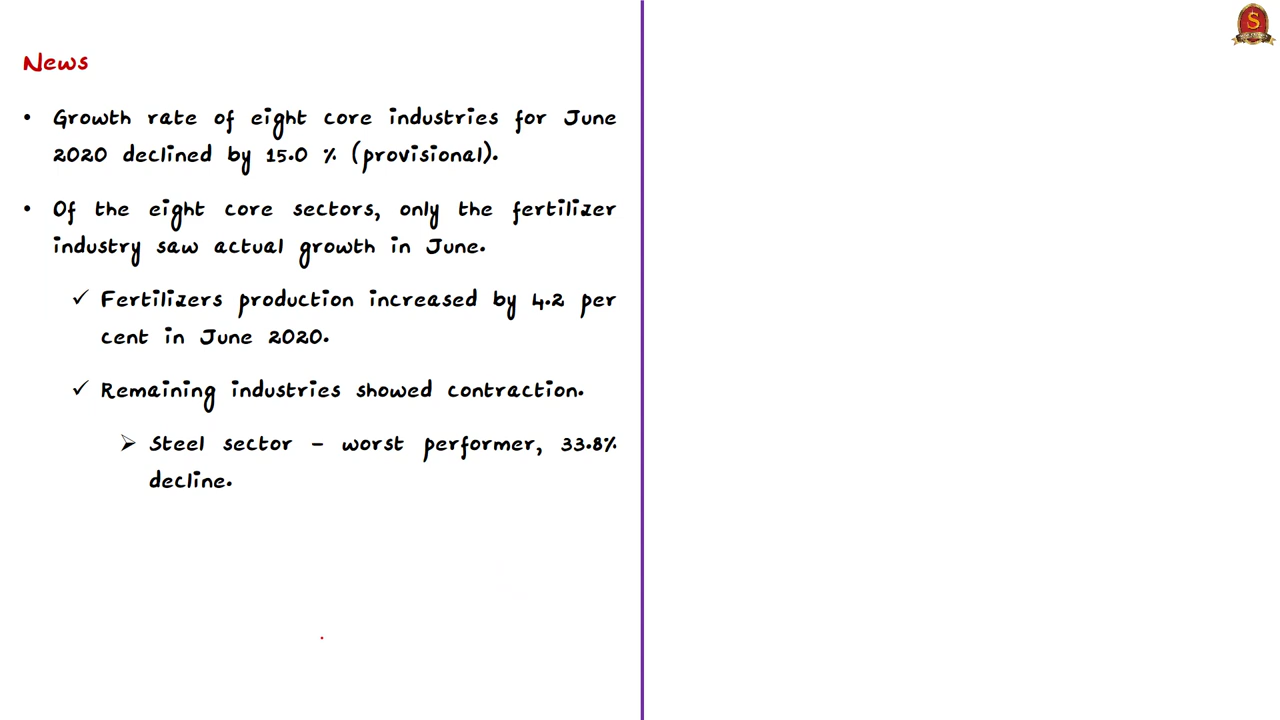 News
• Growth rate of eight core industries for June
2020 declined by 15.0 % (provisional).
• Of the eight core sectors, only the fertilizer
industry saw actual growth in June.
✓ Fertilizers production increased by 4.2 per
cent in June 2020.
✓ Remaining industries showed contraction.
➢ Steel sector – worst performer, 33.8%
decline.
S